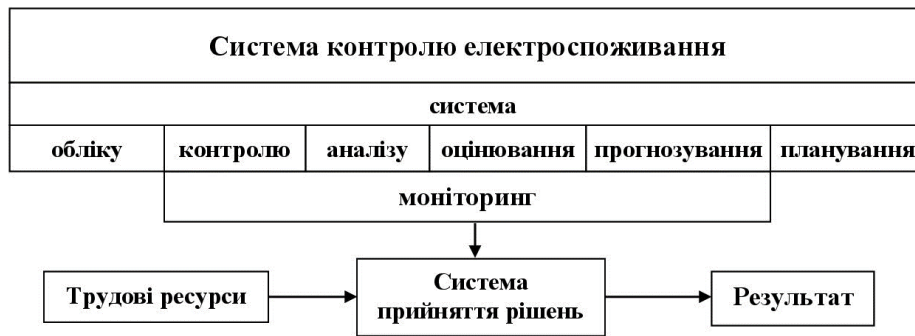 Система контролю електроспоживання
система
обліку контролю аналізу оцінювання прогнозування планування
моніторинг
Трудові ресурси Система прийняття рішень Результат